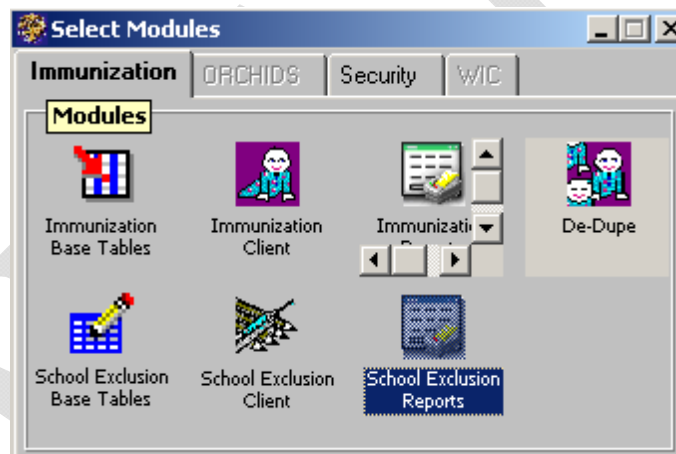 Select Modules
Immunization ORCHIDS Security WIC
Modules
Immunization
Base Tables
Immunization
Client
De-Dupe
School Exclusion
Base Tables
School Exclusion
Client
School Exclusion
Reports